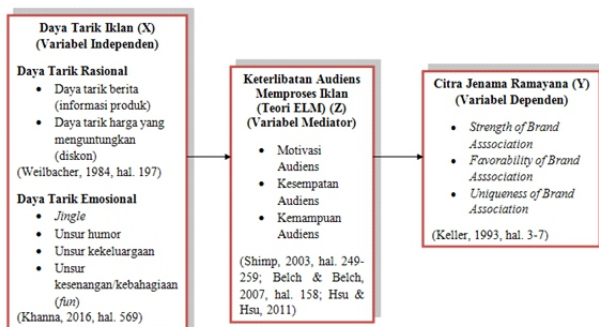 Daya Tarik Iklan (X)
(Variabel Independen)
Daya Tarik Rasional
• Daya tarik berita
(informasi produk)
• Daya tarik harga yang
menguntungkan
(diskon)
(Weilbacher, 1984, hal. 197)
Daya Tarik Emosional
• Jingle
• Unsur humor
• Unsur kekeluargaan
• Unsur
kesenangan/kebahagiaan
(fun)
(Khanna, 2016, hal. 569)
Keterlibatan Audiens
Memproses Iklan
(Teori ELM) (Z)
(Variabel Mediator)
• Motivasi
Audiens
• Kesempatan
Audiens
• Kemampuan
Audiens
(Shimp, 2003, hal. 249-
259; Belch & Belch,
2007, hal. 158; Hsu &
Hsu, 2011)
Citra Jenama Ramayana (Y)
(Variabel Dependen)
• Strength of Brand
Asssociation
• Favorability of Brand
Asssociation
• Uniqueness of Brand
Association
(Keller, 1993, hal. 3-7)